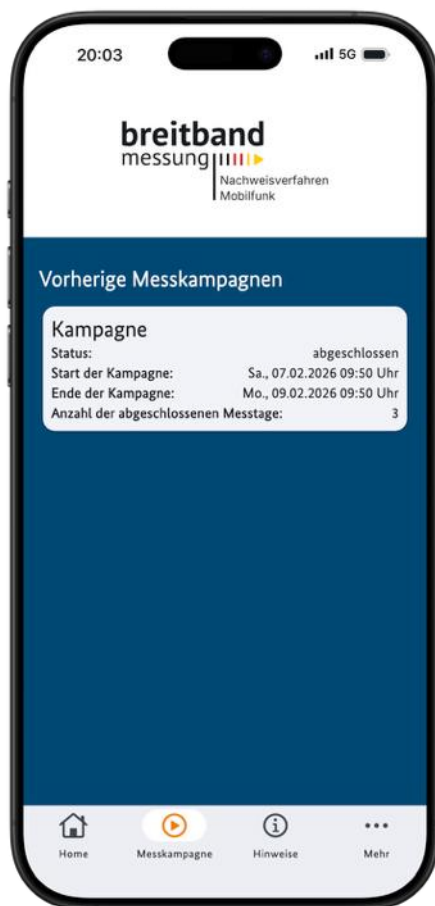 20:03
5G
breitband
messung
Nachweisverfahren
Mobilfunk
Vorherige Messkampagnen
Kampagne
Status: abgeschlossen
Start der Kampagne: Sa., 07.02.2026 09:50 Uhr
Ende der Kampagne: Mo., 09.02.2026 09:50 Uhr
Anzahl der abgeschlossenen Messtage: 3
Home Messkampagne Hinweise Mehr